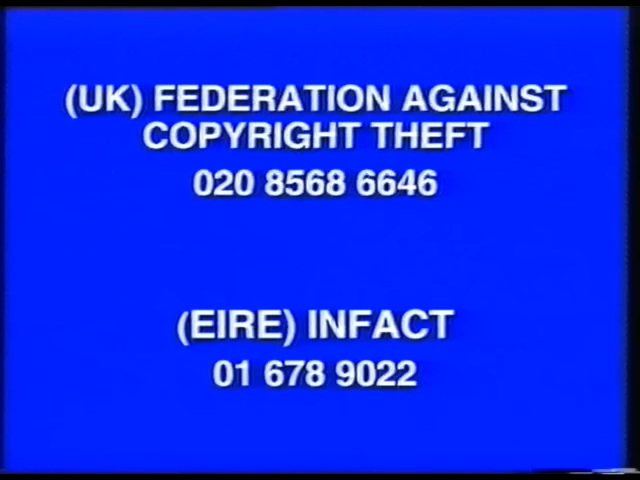 (UK) FEDERATION AGAINST
COPYRIGHT THEFT
020 8568 6646
(EIRE) INFACT
01 678 9022